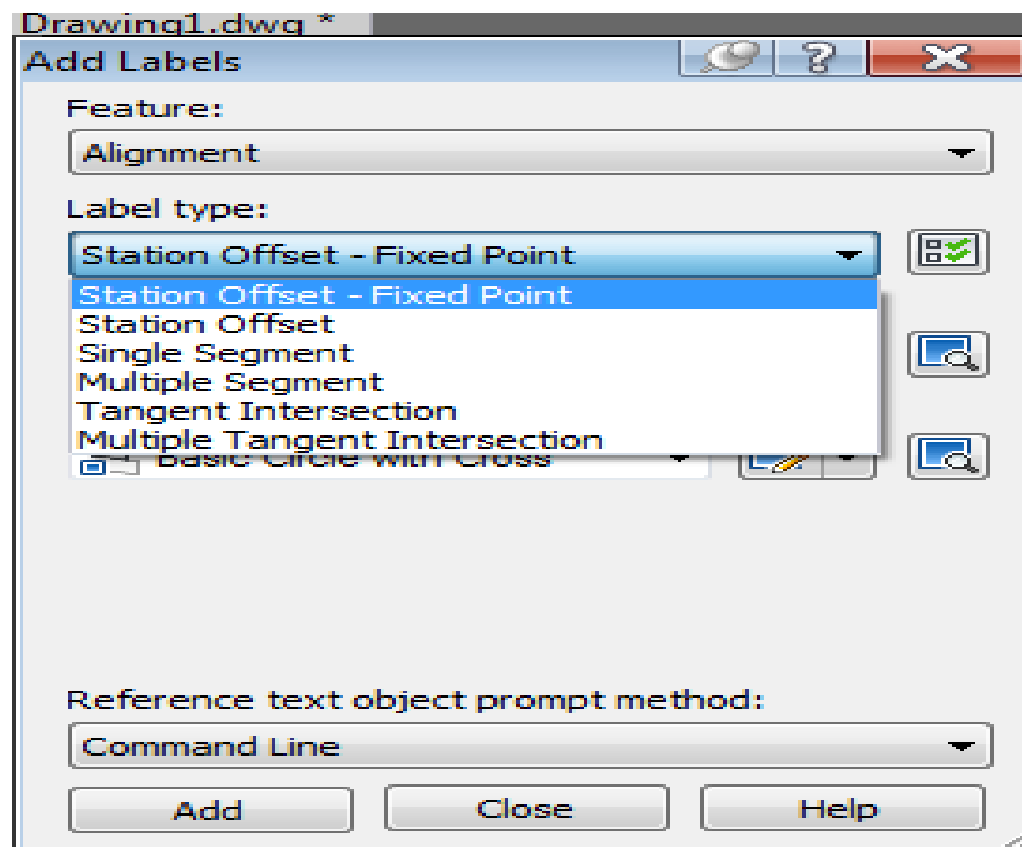 Drawing1.dwg *
Add Labels
Feature:
Alignment
Label type:
Station Offset - Fixed Point
Station Offset - Fixed Point
Station Offset
Single Segment
Multiple Segment
Tangent Intersection
Multiple Tangent Intersection
Basic Circle with Cross
Reference text object prompt method:
Command Line
Add Close Help